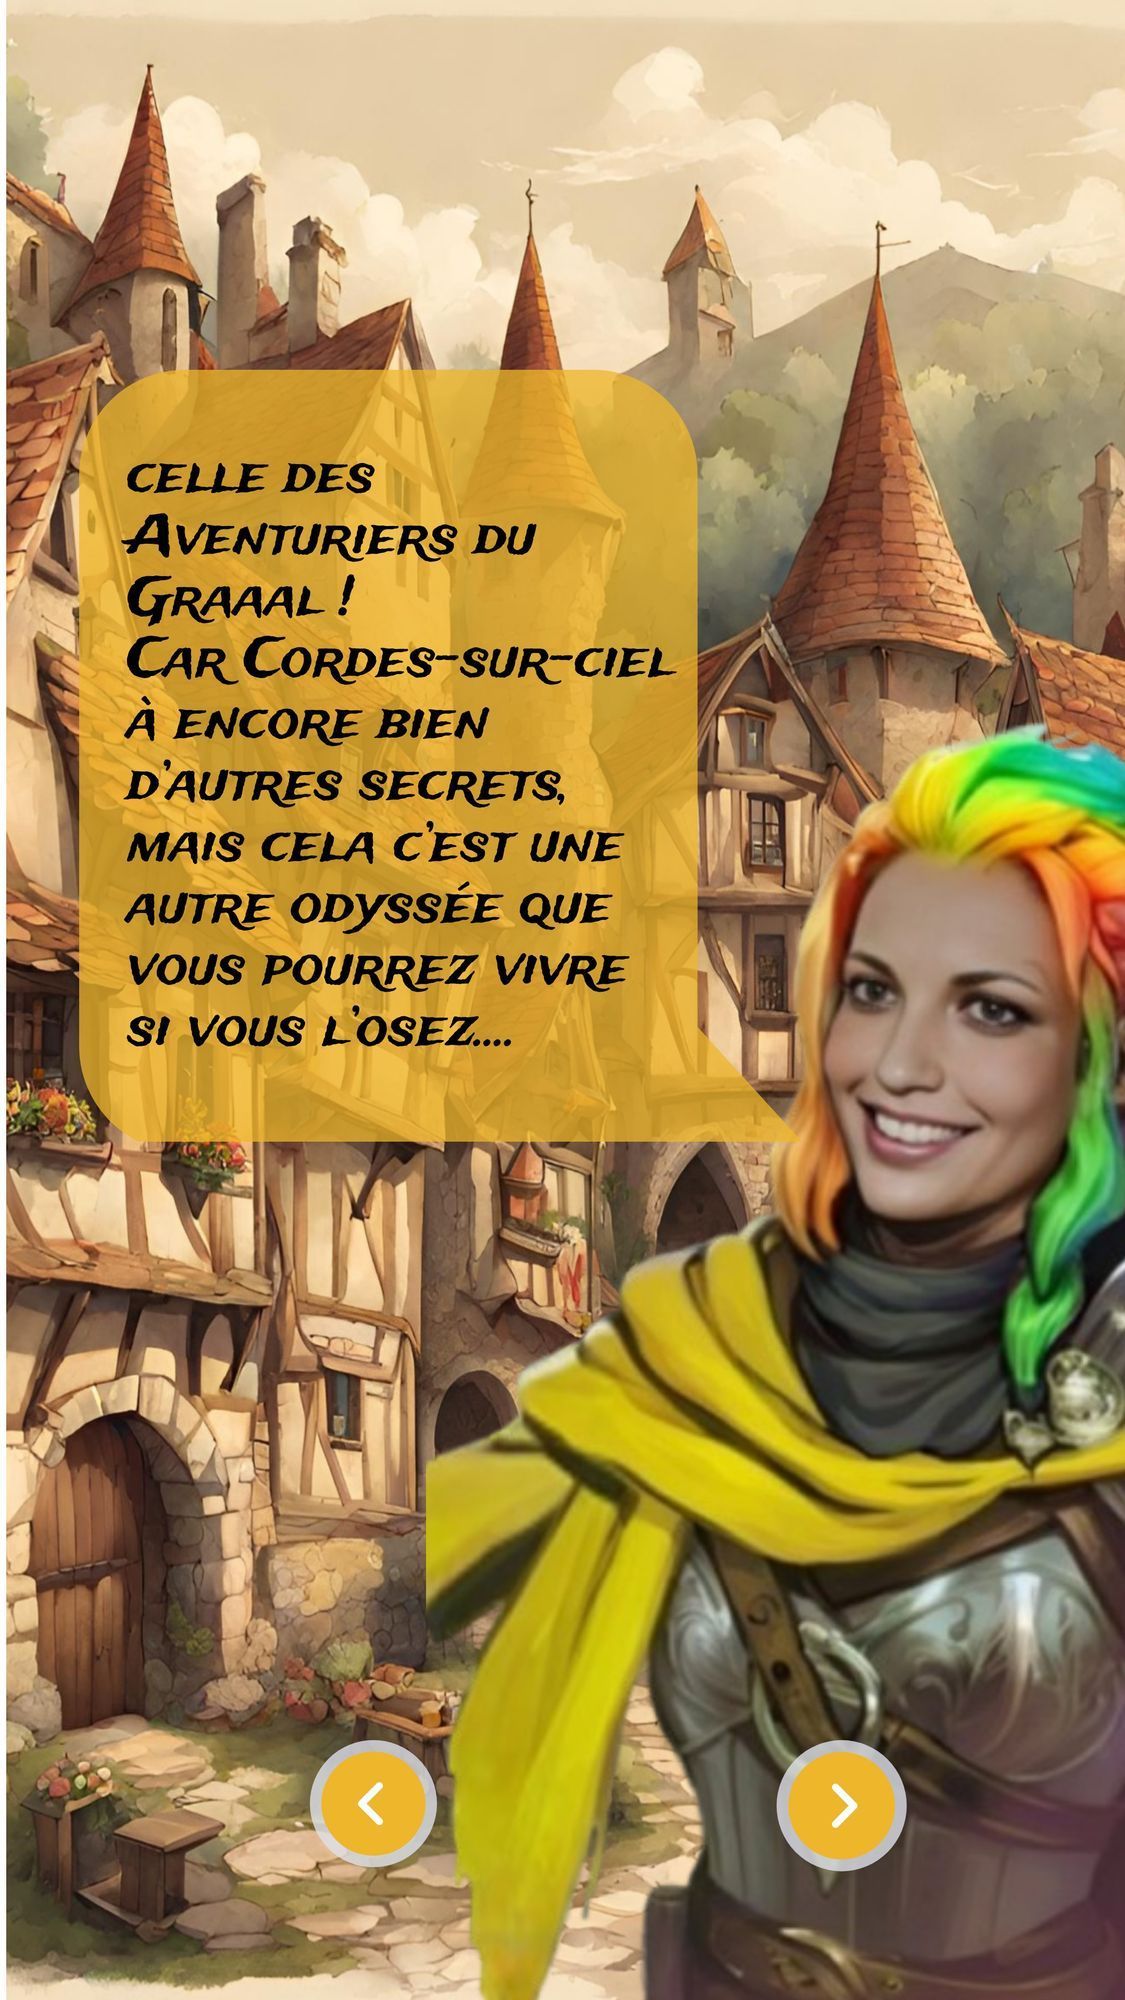 celle des
Aventuriers du
Graaal !
Car Cordes-sur-ciel
à encore bien
d'autres secrets,
mais cela c'est une
autre odyssée que
vous pourrez vivre
si vous l'osez....